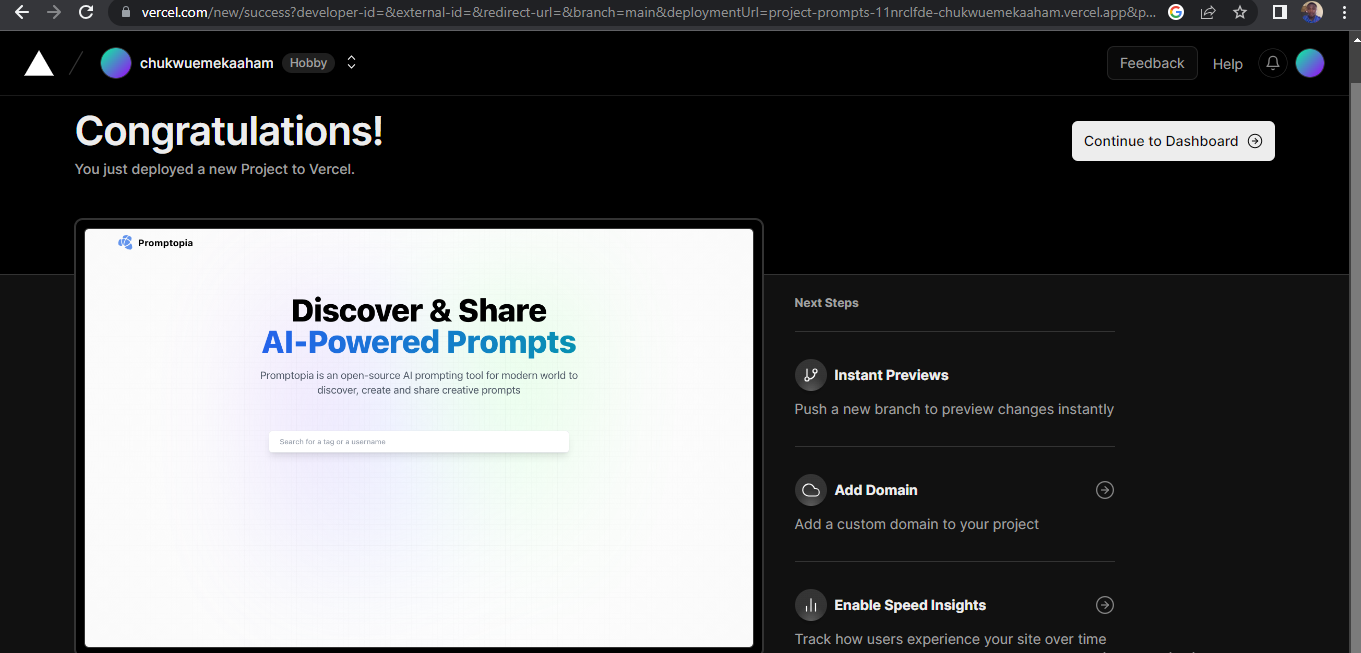 vercel.com/new/success?developer-id=&external-id=&redirect-url=&branch=main&deploymentUrl=project-prompts-11nrclfde-chukwuemekaaham.vercel.app&p...
chukwuemekaaham Hobby
Feedback Help
Congratulations!
You just deployed a new Project to Vercel.
Continue to Dashboard
Promptopia
Discover & Share
AI-Powered Prompts
Promptopia is an open-source AI prompting tool for modern world to
discover, create and share creative prompts
Search for a tag or a username
Next Steps
Instant Previews
Push a new branch to preview changes instantly
Add Domain
Add a custom domain to your project
Enable Speed Insights
Track how users experience your site over time